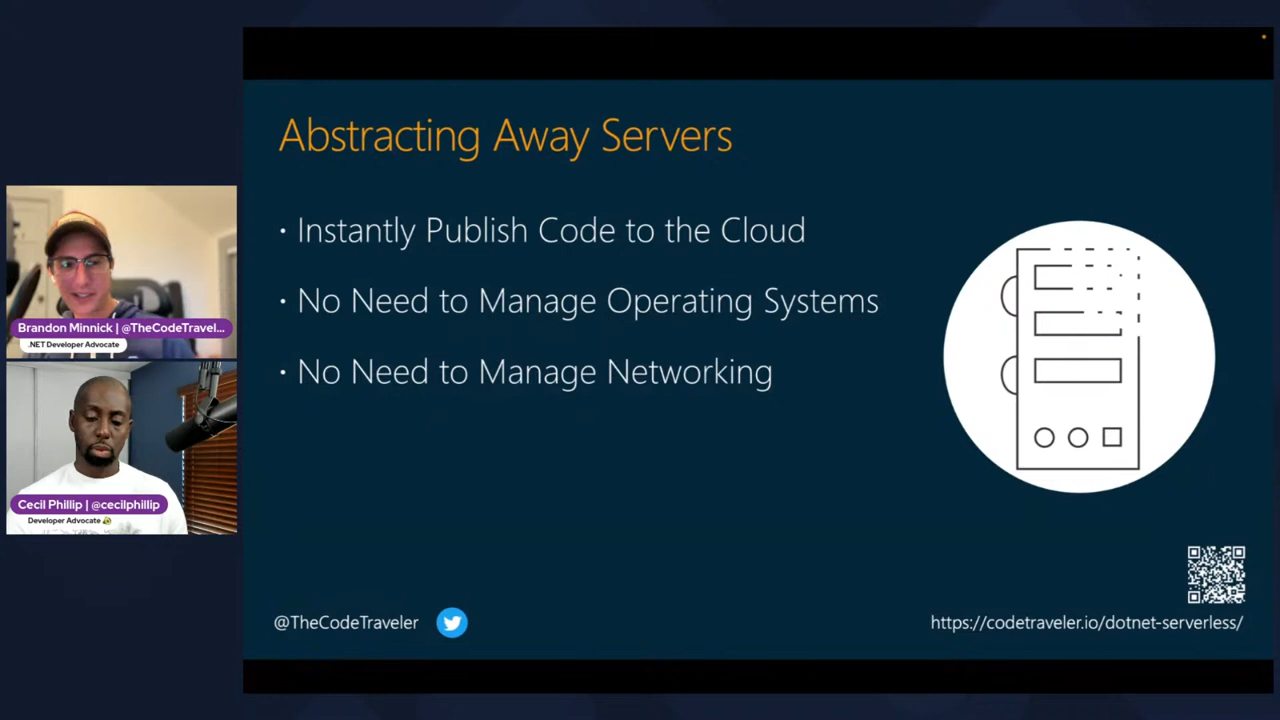 Abstracting Away Servers
· Instantly Publish Code to the Cloud
· No Need to Manage Operating Systems
· No Need to Manage Networking
Brandon Minnick | @TheCodeTravel...
.NET Developer Advocate
Cecil Phillip | @cecilphillip
Developer Advocate
@TheCodeTraveler
https://codetraveler.io/dotnet-serverless/